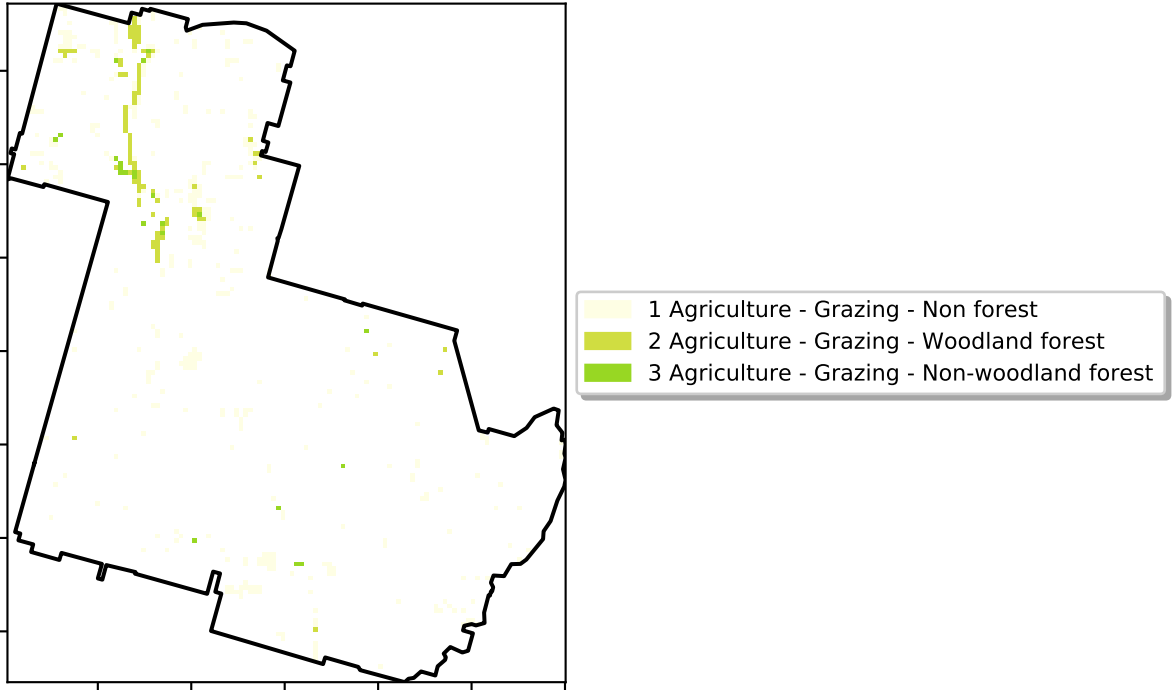 1 Agriculture - Grazing - Non forest
2 Agriculture - Grazing - Woodland forest
3 Agriculture - Grazing - Non-woodland forest